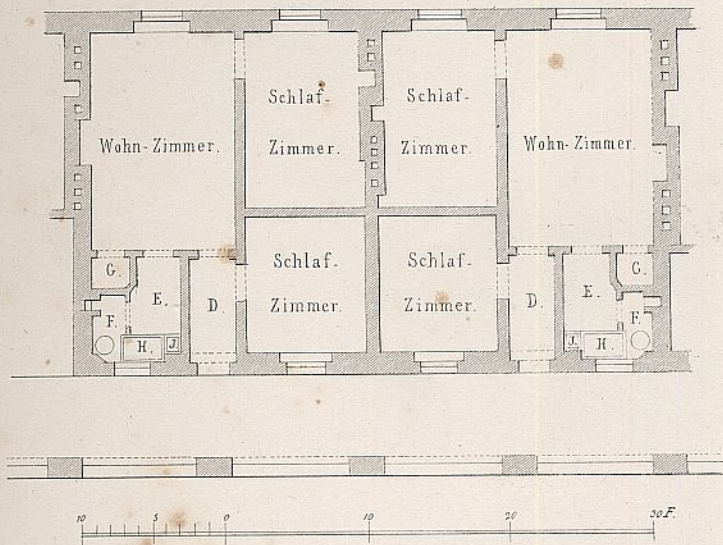 Schlaf-
Zimmer.
Schlaf-
Zimmer.
Wohn-Zimmer.
Wohn-Zimmer.
G.
E.
F.
H.
J.
D.
Schlaf-
Zimmer.
Schlaf-
Zimmer.
D.
E.
G.
F.
J.
H.
10 5 0 10 20 30 F.